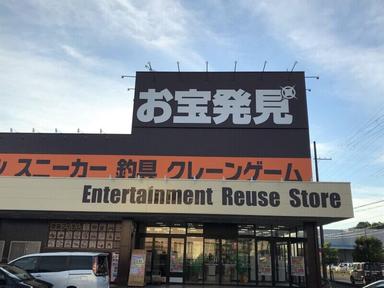 お宝発見
スニーカー 釣具 クレーンゲーム
Entertainment Reuse Store